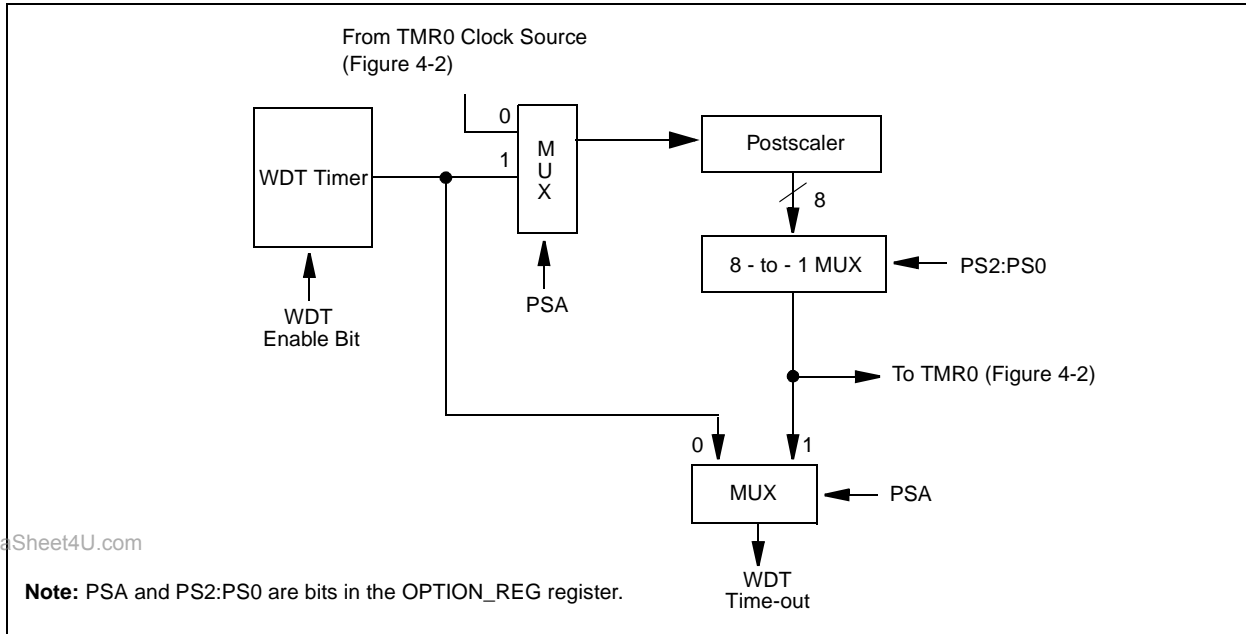 From TMR0 Clock Source
(Figure 4-2)
0
1
M
U
X
WDT Timer
Postscaler
8
8 - to - 1 MUX
PS2:PS0
PSA
WDT
Enable Bit
To TMR0 (Figure 4-2)
0
1
MUX
PSA
aSheet4U.com
WDT
Time-out
Note: PSA and PS2:PS0 are bits in the OPTION_REG register.